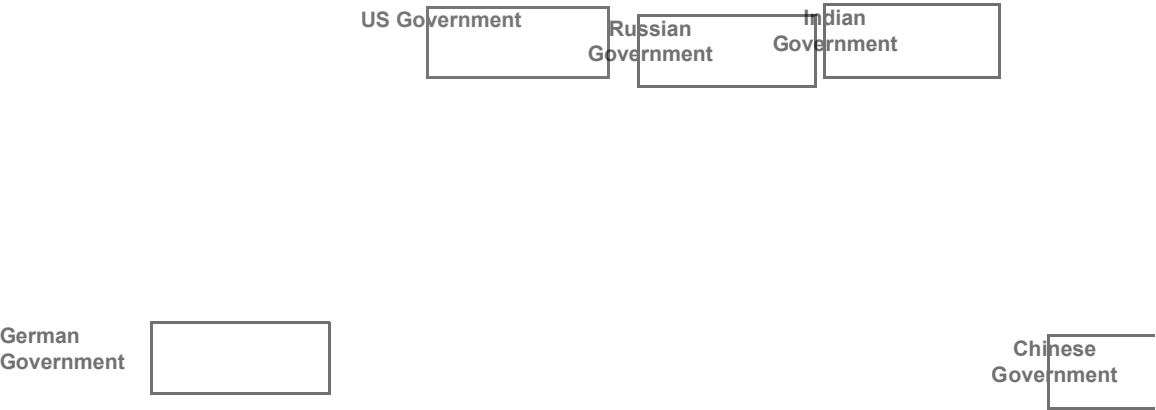 US Government
Russian
Government
Indian
Government
German
Government
Chinese
Government